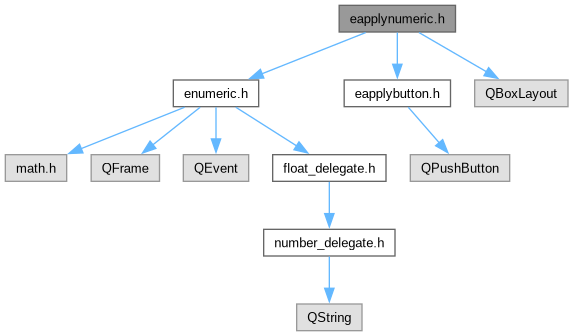 eapplynumeric.h
enumeric.h
eapplybutton.h
QBoxLayout
math.h
QFrame
QEvent
float_delegate.h
QPushButton
number_delegate.h
QString